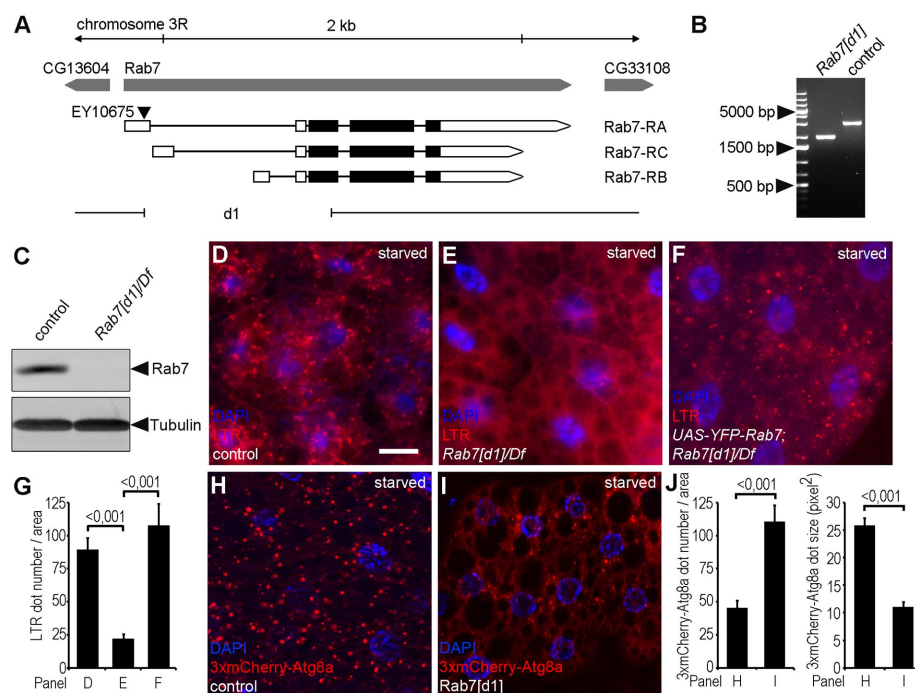 A
chromosome 3R
2 kb
CG13604
Rab7
CG33108
EY10675
Rab7-RA
Rab7-RC
Rab7-RB
d1
B
Rab7[d1]
control
5000 bp
1500 bp
500 bp
C
control
Rab7[d1]/Df
Rab7
Tubulin
D
starved
DAPI
LTR
control
E
starved
DAPI
LTR
Rab7[d1]/Df
F
starved
DAPI
LTR
UAS-YFP-Rab7;
Rab7[d1]/Df
G
LTR dot number / area
125
100
75
50
25
0
<0,001
<0,001
Panel D E F
H
starved
DAPI
3xmCherry-Atg8a
control
I
starved
DAPI
3xmCherry-Atg8a
Rab7[d1]
J
3xmCherry-Atg8a dot number / area
125
100
75
50
25
0
<0,001
Panel H I
3xmCherry-Atg8a dot size (pixel2)
30
25
20
15
10
5
0
<0,001
Panel H I